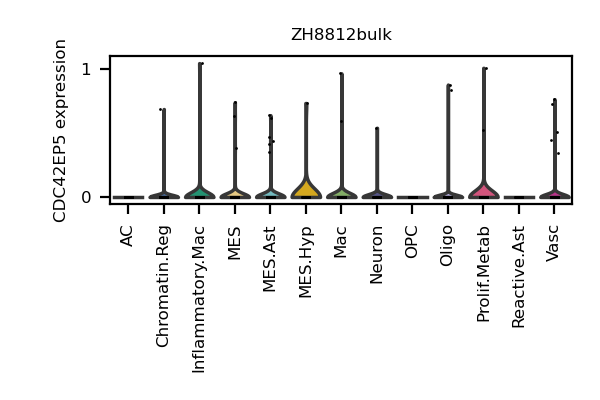 ZH8812bulk
CDC42EP5 expression
1
0
AC
Chromatin.Reg
Inflammatory.Mac
MES
MES.Ast
MES.Hyp
Mac
Neuron
OPC
Oligo
Prolif.Metab
Reactive.Ast
Vasc